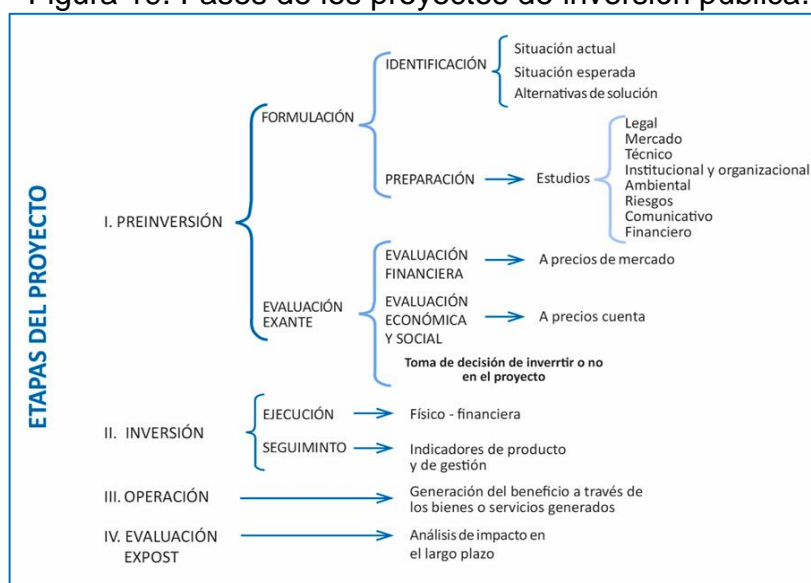 Figura 10. Fases de los proyectos de inversión pública.
ETAPAS DEL PROYECTO
I. PREINVERSIÓN
FORMULACIÓN
IDENTIFICACIÓN
Situación actual
Situación esperada
Alternativas de solución
PREPARACIÓN
Estudios
Legal
Mercado
Técnico
Institucional y organizacional
Ambiental
Riesgos
Comunicativo
Financiero
EVALUACIÓN
EXANTE
EVALUACIÓN
FINANCIERA
A precios de mercado
EVALUACIÓN
ECONÓMICA
Y SOCIAL
A precios cuenta
Toma de decisión de inverrtir o no
en el proyecto
II. INVERSIÓN
EJECUCIÓN
Físico - financiera
SEGUIMINTO
Indicadores de producto
y de gestión
III. OPERACIÓN
Generación del beneficio a través de
los bienes o servicios generados
IV. EVALUACIÓN
EXPOST
Análisis de impacto en
el largo plazo